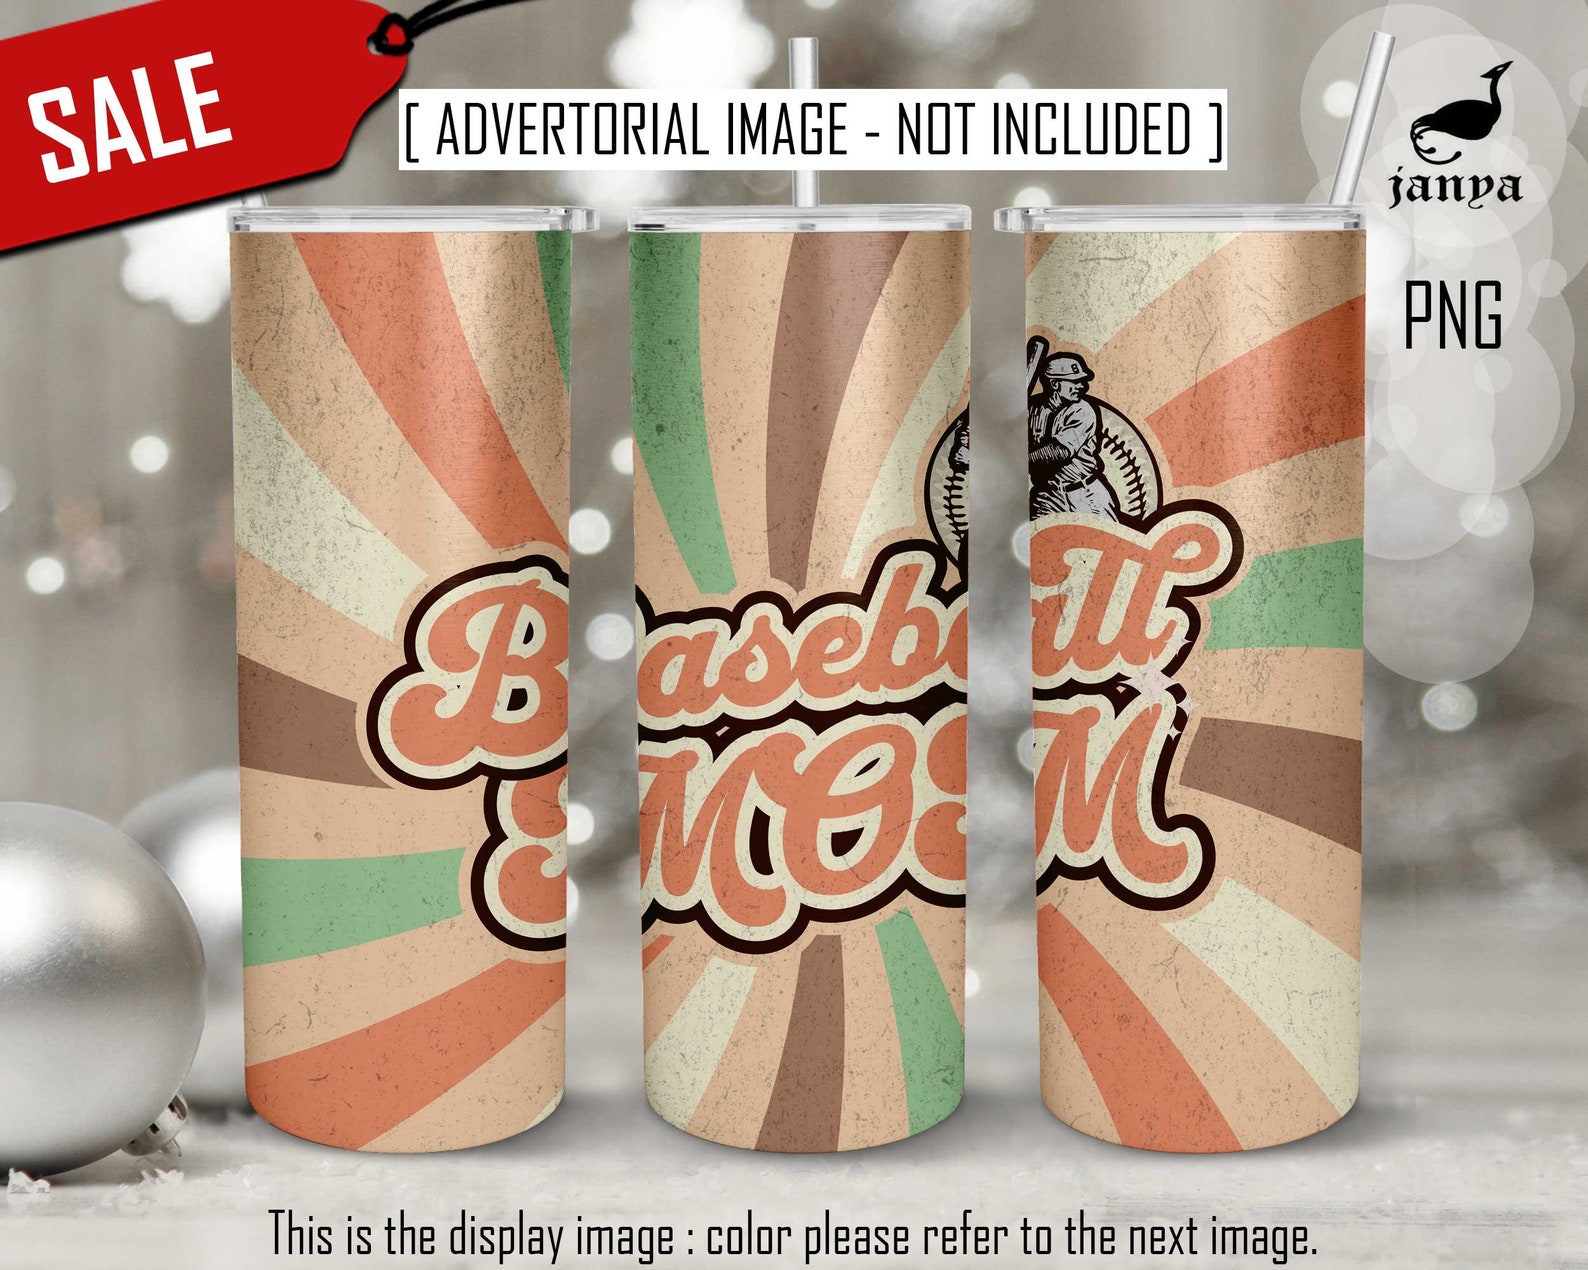 SALE
[ ADVERTORIAL IMAGE - NOT INCLUDED ]
janya
PNG
Baseball
MOM
This is the display image : color please refer to the next image.